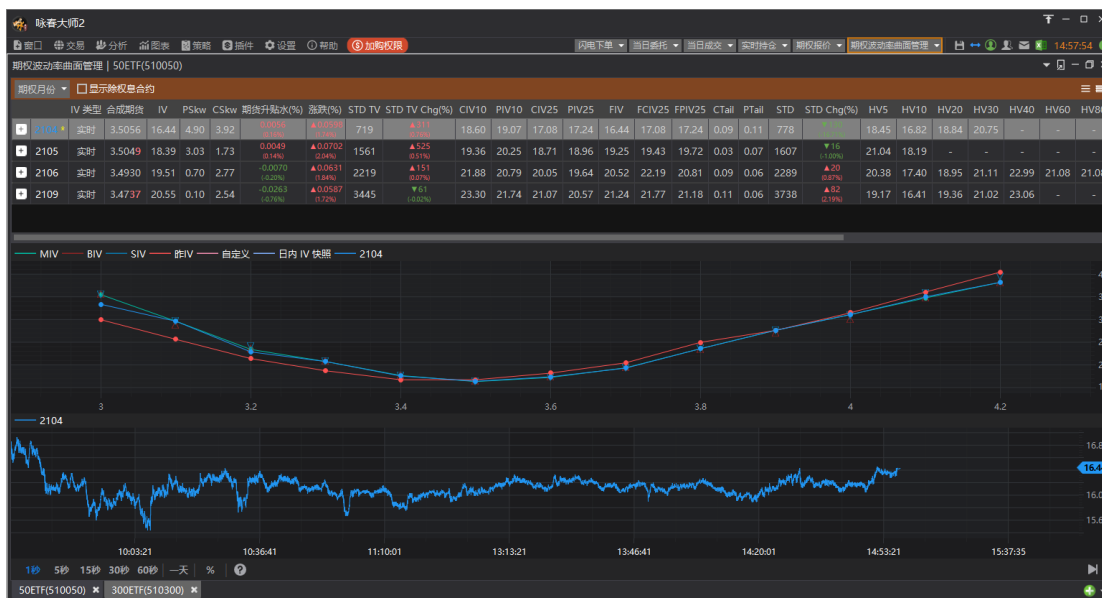 咏春大师2
窗口 交易 分析 图表 策略 插件 设置 帮助 加购权限 闪电下单 当日委托 当日成交 实时持仓 期权报价 期权波动率曲面管理 14:57:54
期权波动率曲面管理 | 50ETF(510050)
期权月份 显示除权息合约
IV 类型 合成期货 IV PSkw CSkw 期货升贴水(%) 涨跌(%) STD TV STD TV Chg(%) CIV10 PIV10 CIV25 PIV25 FIV FCIV25 FPIV25 CTail PTail STD STD Chg(%) HV5 HV10 HV20 HV30 HV40 HV60 HV80
实时 3.5056 16.44 4.90 3.92 719 18.60 19.07 17.08 17.24 16.44 17.08 17.24 0.09 0.11 778 18.45 16.82 18.84 20.75 - - -
2105 实时 3.5049 18.39 3.03 1.73 0.0049 (0.14%) ▲0.0702 (2.04%) 1561 ▲525 (0.51%) 19.36 20.25 18.71 18.96 19.25 19.43 19.72 0.03 0.07 1607 ▼16 (-1.00%) 21.04 18.19 - - - - -
2106 实时 3.4930 19.51 0.70 2.77 -0.0070 (-0.20%) ▲0.0631 (1.84%) 2219 ▲151 (0.07%) 21.88 20.79 20.05 19.64 20.52 22.19 20.81 0.09 0.06 2289 ▲20 (0.87%) 20.38 17.40 18.95 21.11 22.99 21.08 21.08
2109 实时 3.4737 20.55 0.10 2.54 -0.0263 (-0.76%) ▲0.0587 (1.72%) 3445 ▼61 (-0.02%) 23.30 21.74 21.07 20.57 21.24 21.77 21.18 0.11 0.06 3738 ▲82 (2.19%) 19.17 16.41 19.36 21.02 23.06 - -
MIV BIV SIV 昨IV 自定义 日内 IV 快照 2104
3 3.2 3.4 3.6 3.8 4 4.2
2104
16.8
16.4
16.0
15.6
10:03:21 10:36:41 11:10:01 13:13:21 13:46:41 14:20:01 14:53:21 15:37:35
1秒 5秒 15秒 30秒 60秒 一天 %
50ETF(510050) 300ETF(510300)